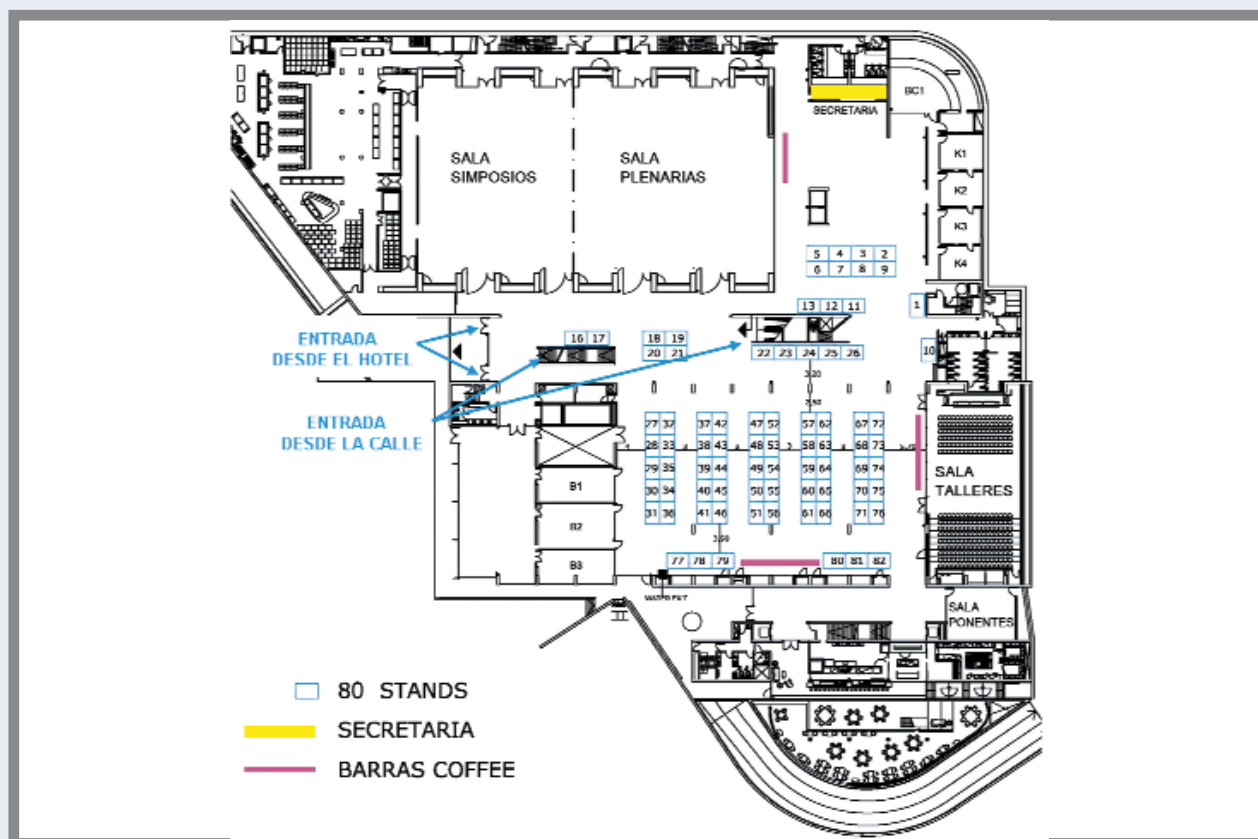 SECRETARIA
BC1
K1
SALA
SIMPOSIOS
SALA
PLENARIAS
K2
K3
5 4 3 2
6 7 8 9
K4
13 12 11
1
ENTRADA
DESDE EL HOTEL
16 17
18 19
20 21
22 23 24 25 26
10
3,20
ENTRADA
DESDE LA CALLE
27 32 37 42 47 52 57 62 67 72
28 33 38 43 48 53 58 63 68 73
29 35 39 44 49 54 59 64 69 74
30 34 40 45 50 55 60 65 70 75
31 36 41 46 51 56 61 66 71 76
SALA
TALLERES
B1
B2
3,90
B3
77 78 79
80 81 82
SALA
PONENTES
80 STANDS
SECRETARIA
BARRAS COFFEE